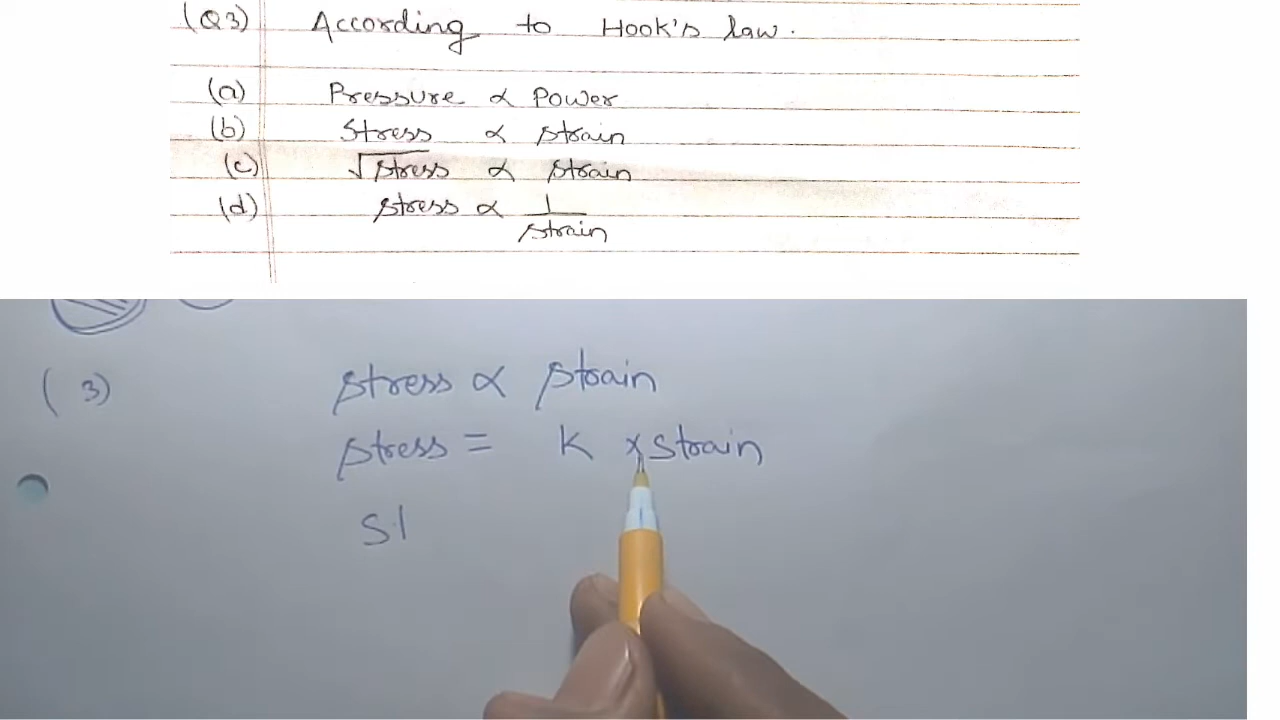 (Q3) According to Hook's law.
(a) Pressure ∝ Power
(b) Stress ∝ strain
(c) √stress ∝ strain
(d) stress ∝ 1/strain
(3) stress ∝ strain
stress = K × strain
St